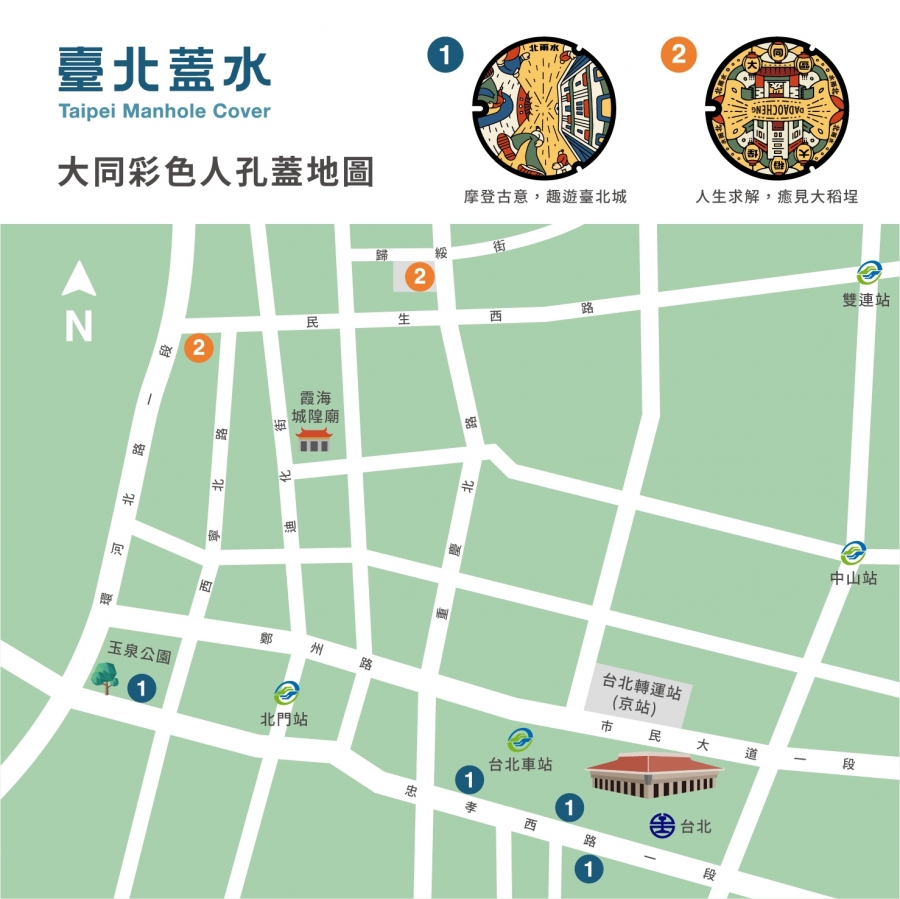 臺北蓋水
Taipei Manhole Cover
大同彩色人孔蓋地圖
1
北雨水
摩登古意，趣遊臺北城
2
大同區
DADAOCHENG
大稻埕
人生求解，癒見大稻埕
N
歸綏街
2
雙連站
民生西路
2
環河北路一段
霞海
城隍廟
西寧北路
迪化街
重慶北路
中山站
鄭州路
玉泉公園
1
北門站
台北轉運站
(京站)
市民大道一段
台北車站
1
1
台北
忠孝西路一段
1